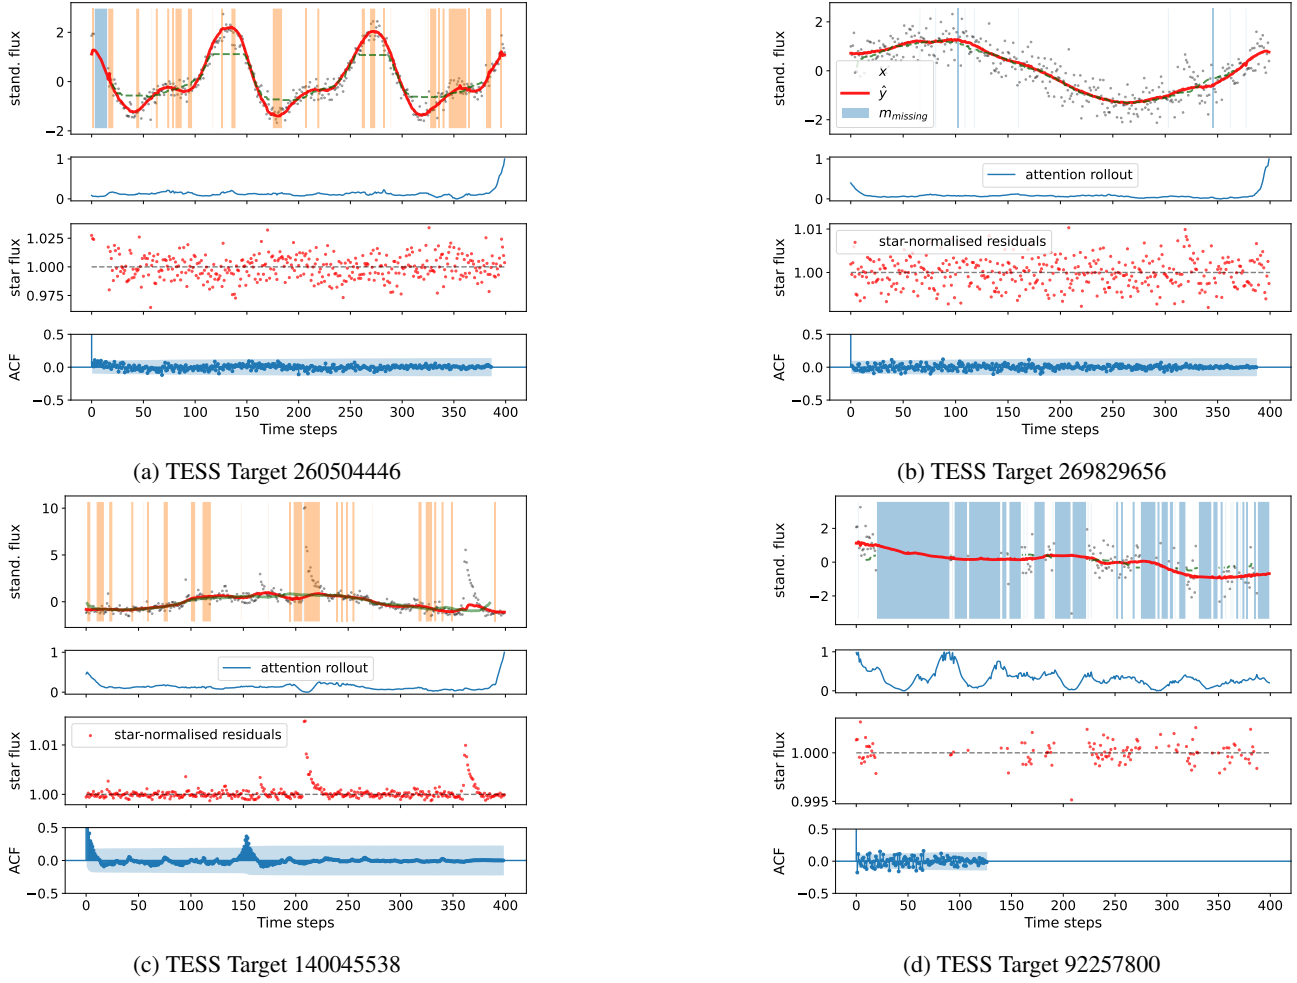 stand. flux
2
0
−2
1
0
star flux
1.025
1.000
0.975
ACF
0.5
0.0
−0.5
0 50 100 150 200 250 300 350 400
Time steps
(a) TESS Target 260504446
stand. flux
2
0
−2
x
ŷ
m_missing
1
0
attention rollout
star flux
1.01
1.00
star-normalised residuals
ACF
0.5
0.0
−0.5
0 50 100 150 200 250 300 350 400
Time steps
(b) TESS Target 269829656
stand. flux
10
5
0
1
0
attention rollout
star flux
1.01
1.00
star-normalised residuals
ACF
0.5
0.0
−0.5
0 50 100 150 200 250 300 350 400
Time steps
(c) TESS Target 140045538
stand. flux
2
0
−2
1
0
star flux
1.000
0.995
ACF
0.5
0.0
−0.5
0 50 100 150 200 250 300 350 400
Time steps
(d) TESS Target 92257800